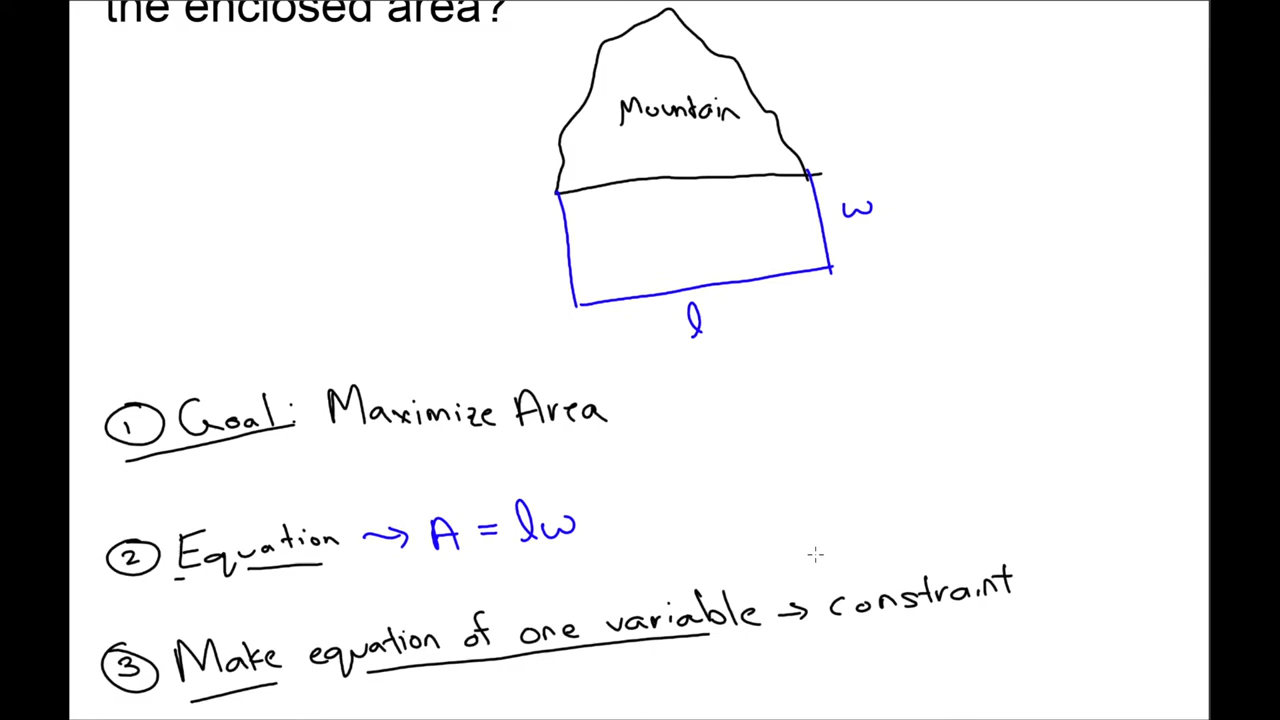 the enclosed area?
Mountain
w
l
① Goal: Maximize Area
② Equation → A = lw
③ Make equation of one variable → constraint